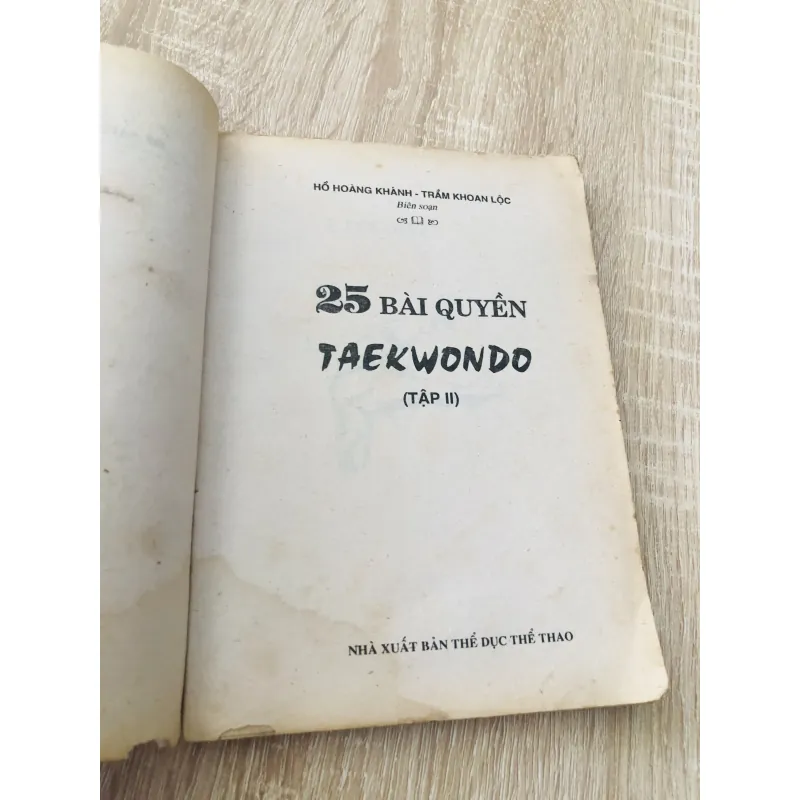 HỒ HOÀNG KHÁNH - TRẦM KHOAN LỘC
Biên soạn
25 BÀI QUYỀN
TAEKWONDO
(TẬP II)
NHÀ XUẤT BẢN THỂ DỤC THỂ THAO